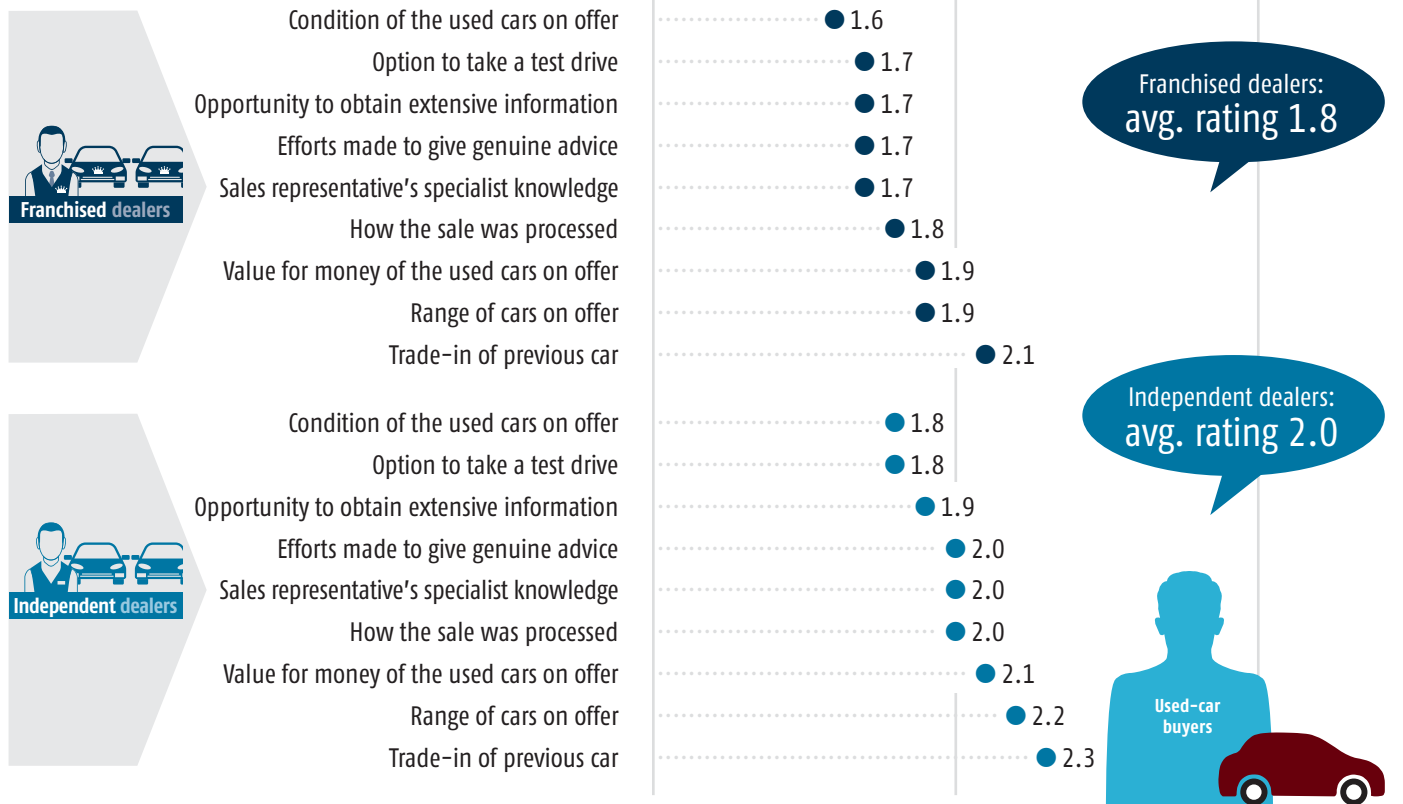 Condition of the used cars on offer 1.6
Option to take a test drive 1.7
Opportunity to obtain extensive information 1.7
Efforts made to give genuine advice 1.7
Sales representative's specialist knowledge 1.7
How the sale was processed 1.8
Value for money of the used cars on offer 1.9
Range of cars on offer 1.9
Trade-in of previous car 2.1
Franchised dealers
Franchised dealers:
avg. rating 1.8
Condition of the used cars on offer 1.8
Option to take a test drive 1.8
Opportunity to obtain extensive information 1.9
Efforts made to give genuine advice 2.0
Sales representative's specialist knowledge 2.0
How the sale was processed 2.0
Value for money of the used cars on offer 2.1
Range of cars on offer 2.2
Trade-in of previous car 2.3
Independent dealers
Independent dealers:
avg. rating 2.0
Used-car
buyers